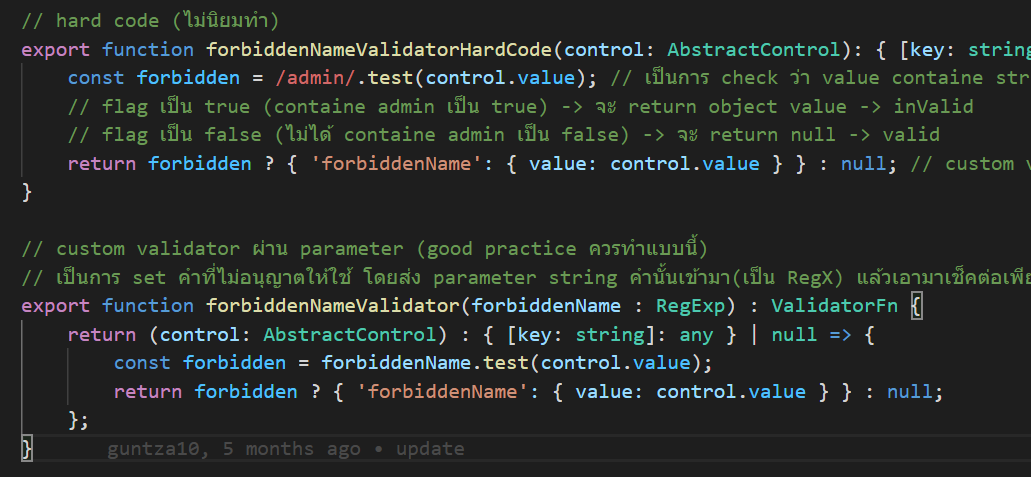 // hard code (ไม่นิยมทำ)
export function forbiddenNameValidatorHardCode(control: AbstractControl): { [key: string
const forbidden = /admin/.test(control.value); // เป็นการ check ว่า value containe str
// flag เป็น true (containe admin เป็น true) -> จะ return object value -> inValid
// flag เป็น false (ไม่ได้ containe admin เป็น false) -> จะ return null -> valid
return forbidden ? { 'forbiddenName': { value: control.value } } : null; // custom v
}
// custom validator ผ่าน parameter (good practice ควรทำแบบนี้)
// เป็นการ set คำที่ไม่อนุญาตให้ใช้ โดยส่ง parameter string คำนั้นเข้ามา(เป็น RegX) แล้วเอามาเช็คต่อเพีย
export function forbiddenNameValidator(forbiddenName : RegExp) : ValidatorFn {
return (control: AbstractControl) : { [key: string]: any } | null => {
const forbidden = forbiddenName.test(control.value);
return forbidden ? { 'forbiddenName': { value: control.value } } : null;
};
} guntza10, 5 months ago • update